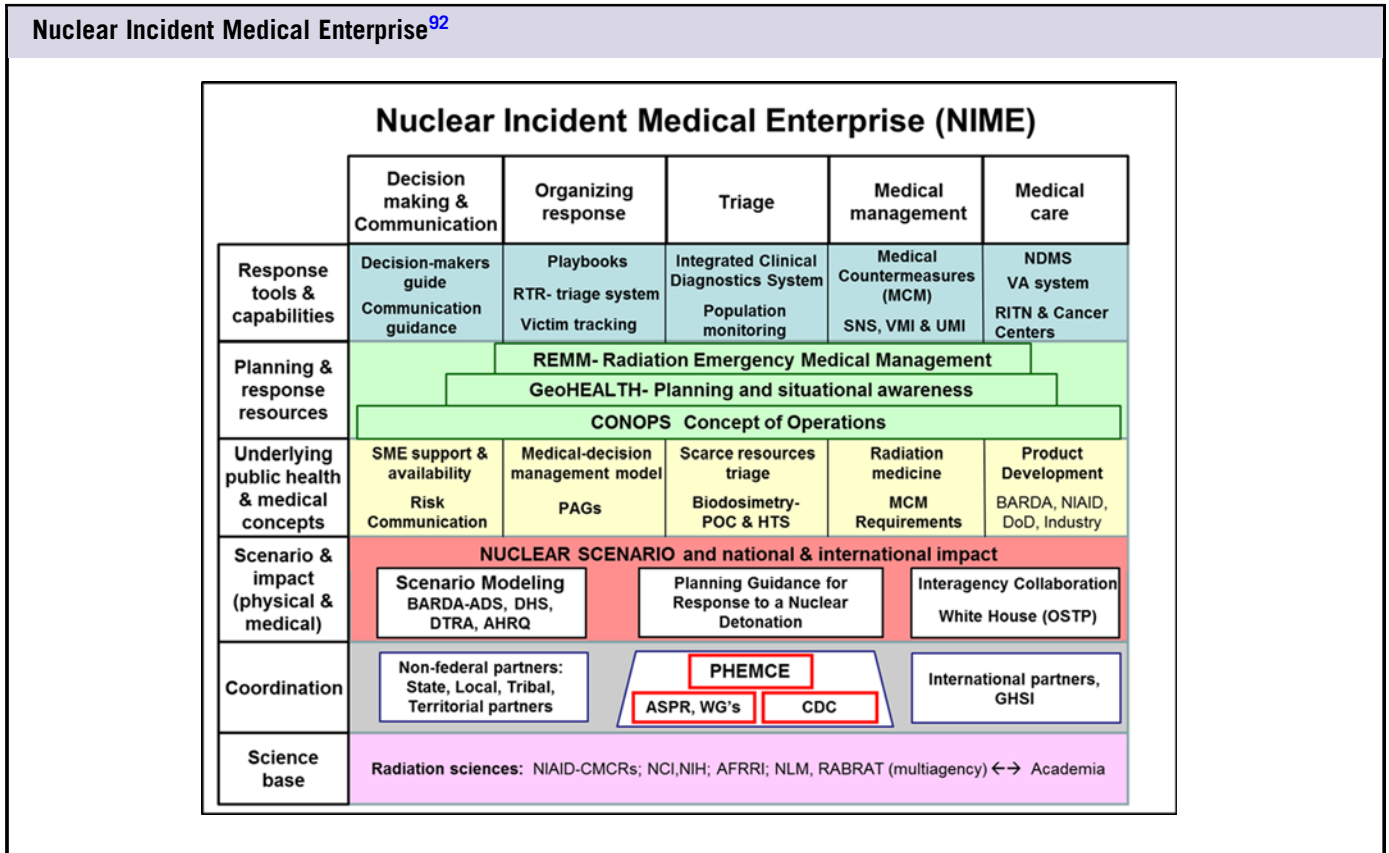 Nuclear Incident Medical Enterprise92
Nuclear Incident Medical Enterprise (NIME)
Decision
making &
Communication
Organizing
response
Triage
Medical
management
Medical
care
Response
tools &
capabilities
Decision-makers
guide
Communication
guidance
Playbooks
RTR- triage system
Victim tracking
Integrated Clinical
Diagnostics System
Population
monitoring
Medical
Countermeasures
(MCM)
SNS, VMI & UMI
NDMS
VA system
RITN & Cancer
Centers
Planning &
response
resources
REMM- Radiation Emergency Medical Management
GeoHEALTH- Planning and situational awareness
CONOPS Concept of Operations
Underlying
public health
& medical
concepts
SME support &
availability
Risk
Communication
Medical-decision
management model
PAGs
Scarce resources
triage
Biodosimetry-
POC & HTS
Radiation
medicine
MCM
Requirements
Product
Development
BARDA, NIAID,
DoD, Industry
Scenario &
impact
(physical &
medical)
NUCLEAR SCENARIO and national & international impact
Scenario Modeling
BARDA-ADS, DHS,
DTRA, AHRQ
Planning Guidance for
Response to a Nuclear
Detonation
Interagency Collaboration
White House (OSTP)
Coordination
Non-federal partners:
State, Local, Tribal,
Territorial partners
PHEMCE
ASPR, WG's
CDC
International partners,
GHSI
Science
base
Radiation sciences: NIAID-CMCRs; NCI,NIH; AFRRI; NLM, RABRAT (multiagency) ←→ Academia